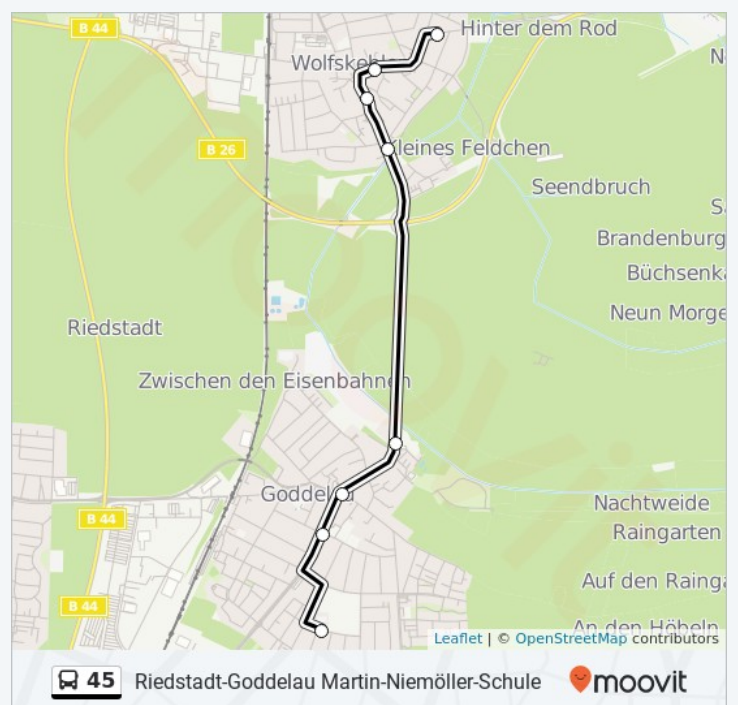 B 44
Hinter dem Rod
Wolfskehl
B 26
Kleines Feldchen
Seendbruch
Brandenburg
Büchsenka
Neun Morge
Riedstadt
Zwischen den Eisenbahnen
Goddelau
Nachtweide
B 44
Raingarten
Auf den Rainga
B 44
An den Höbeln
Leaflet | © OpenStreetMap contributors
45 Riedstadt-Goddelau Martin-Niemöller-Schule moovit